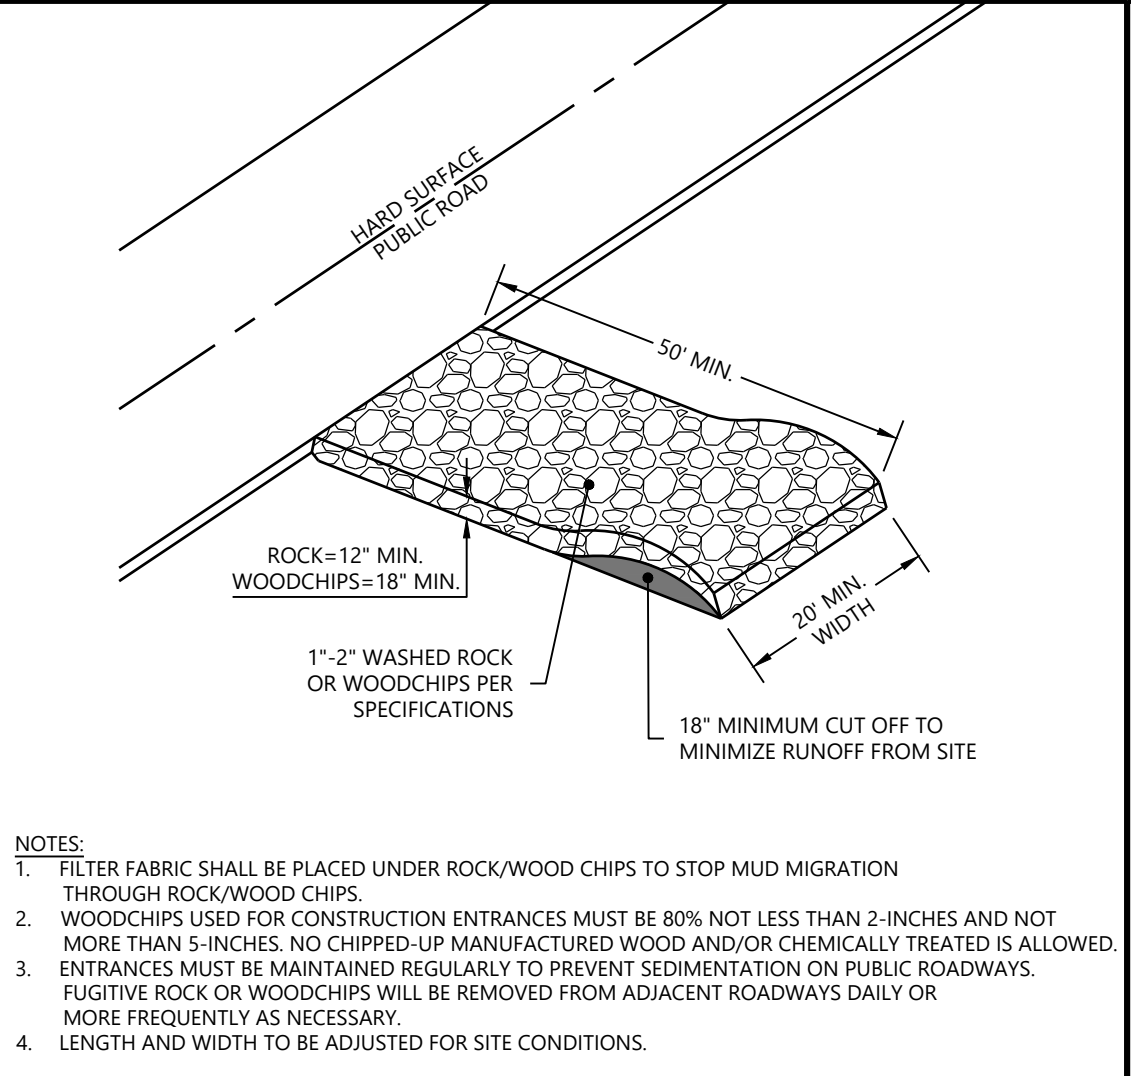 HARD SURFACE
PUBLIC ROAD
50' MIN.
ROCK=12" MIN.
WOODCHIPS=18" MIN.
20' MIN.
WIDTH
1"-2" WASHED ROCK
OR WOODCHIPS PER
SPECIFICATIONS
18" MINIMUM CUT OFF TO
MINIMIZE RUNOFF FROM SITE
NOTES:
1. FILTER FABRIC SHALL BE PLACED UNDER ROCK/WOOD CHIPS TO STOP MUD MIGRATION
THROUGH ROCK/WOOD CHIPS.
2. WOODCHIPS USED FOR CONSTRUCTION ENTRANCES MUST BE 80% NOT LESS THAN 2-INCHES AND NOT
MORE THAN 5-INCHES. NO CHIPPED-UP MANUFACTURED WOOD AND/OR CHEMICALLY TREATED IS ALLOWED.
3. ENTRANCES MUST BE MAINTAINED REGULARLY TO PREVENT SEDIMENTATION ON PUBLIC ROADWAYS.
FUGITIVE ROCK OR WOODCHIPS WILL BE REMOVED FROM ADJACENT ROADWAYS DAILY OR
MORE FREQUENTLY AS NECESSARY.
4. LENGTH AND WIDTH TO BE ADJUSTED FOR SITE CONDITIONS.